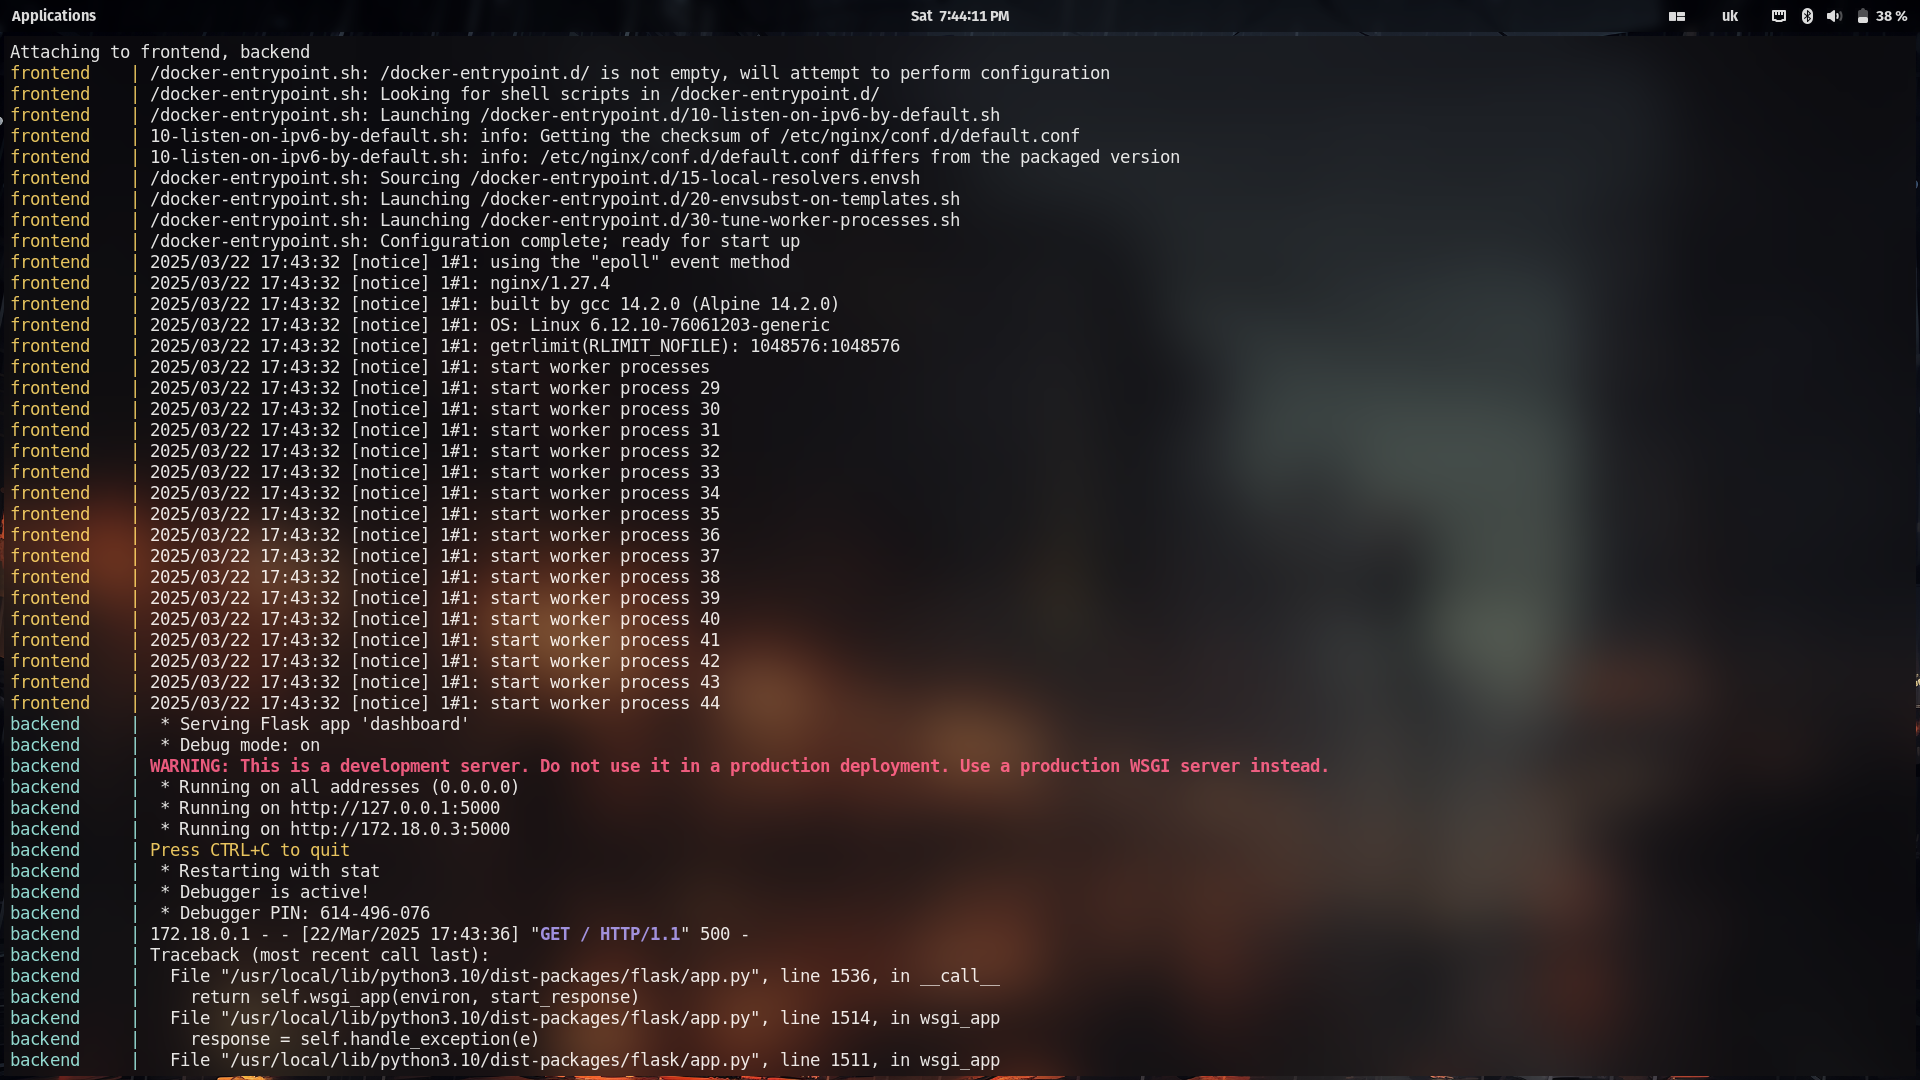 Applications
Sat 7:44:11 PM
uk
38 %
Attaching to frontend, backend
frontend | /docker-entrypoint.sh: /docker-entrypoint.d/ is not empty, will attempt to perform configuration
frontend | /docker-entrypoint.sh: Looking for shell scripts in /docker-entrypoint.d/
frontend | /docker-entrypoint.sh: Launching /docker-entrypoint.d/10-listen-on-ipv6-by-default.sh
frontend | 10-listen-on-ipv6-by-default.sh: info: Getting the checksum of /etc/nginx/conf.d/default.conf
frontend | 10-listen-on-ipv6-by-default.sh: info: /etc/nginx/conf.d/default.conf differs from the packaged version
frontend | /docker-entrypoint.sh: Sourcing /docker-entrypoint.d/15-local-resolvers.envsh
frontend | /docker-entrypoint.sh: Launching /docker-entrypoint.d/20-envsubst-on-templates.sh
frontend | /docker-entrypoint.sh: Launching /docker-entrypoint.d/30-tune-worker-processes.sh
frontend | /docker-entrypoint.sh: Configuration complete; ready for start up
frontend | 2025/03/22 17:43:32 [notice] 1#1: using the "epoll" event method
frontend | 2025/03/22 17:43:32 [notice] 1#1: nginx/1.27.4
frontend | 2025/03/22 17:43:32 [notice] 1#1: built by gcc 14.2.0 (Alpine 14.2.0)
frontend | 2025/03/22 17:43:32 [notice] 1#1: OS: Linux 6.12.10-76061203-generic
frontend | 2025/03/22 17:43:32 [notice] 1#1: getrlimit(RLIMIT_NOFILE): 1048576:1048576
frontend | 2025/03/22 17:43:32 [notice] 1#1: start worker processes
frontend | 2025/03/22 17:43:32 [notice] 1#1: start worker process 29
frontend | 2025/03/22 17:43:32 [notice] 1#1: start worker process 30
frontend | 2025/03/22 17:43:32 [notice] 1#1: start worker process 31
frontend | 2025/03/22 17:43:32 [notice] 1#1: start worker process 32
frontend | 2025/03/22 17:43:32 [notice] 1#1: start worker process 33
frontend | 2025/03/22 17:43:32 [notice] 1#1: start worker process 34
frontend | 2025/03/22 17:43:32 [notice] 1#1: start worker process 35
frontend | 2025/03/22 17:43:32 [notice] 1#1: start worker process 36
frontend | 2025/03/22 17:43:32 [notice] 1#1: start worker process 37
frontend | 2025/03/22 17:43:32 [notice] 1#1: start worker process 38
frontend | 2025/03/22 17:43:32 [notice] 1#1: start worker process 39
frontend | 2025/03/22 17:43:32 [notice] 1#1: start worker process 40
frontend | 2025/03/22 17:43:32 [notice] 1#1: start worker process 41
frontend | 2025/03/22 17:43:32 [notice] 1#1: start worker process 42
frontend | 2025/03/22 17:43:32 [notice] 1#1: start worker process 43
frontend | 2025/03/22 17:43:32 [notice] 1#1: start worker process 44
backend | * Serving Flask app 'dashboard'
backend | * Debug mode: on
backend | WARNING: This is a development server. Do not use it in a production deployment. Use a production WSGI server instead.
backend | * Running on all addresses (0.0.0.0)
backend | * Running on http://127.0.0.1:5000
backend | * Running on http://172.18.0.3:5000
backend | Press CTRL+C to quit
backend | * Restarting with stat
backend | * Debugger is active!
backend | * Debugger PIN: 614-496-076
backend | 172.18.0.1 - - [22/Mar/2025 17:43:36] "GET / HTTP/1.1" 500 -
backend | Traceback (most recent call last):
backend | File "/usr/local/lib/python3.10/dist-packages/flask/app.py", line 1536, in __call__
backend | return self.wsgi_app(environ, start_response)
backend | File "/usr/local/lib/python3.10/dist-packages/flask/app.py", line 1514, in wsgi_app
backend | response = self.handle_exception(e)
backend | File "/usr/local/lib/python3.10/dist-packages/flask/app.py", line 1511, in wsgi_app